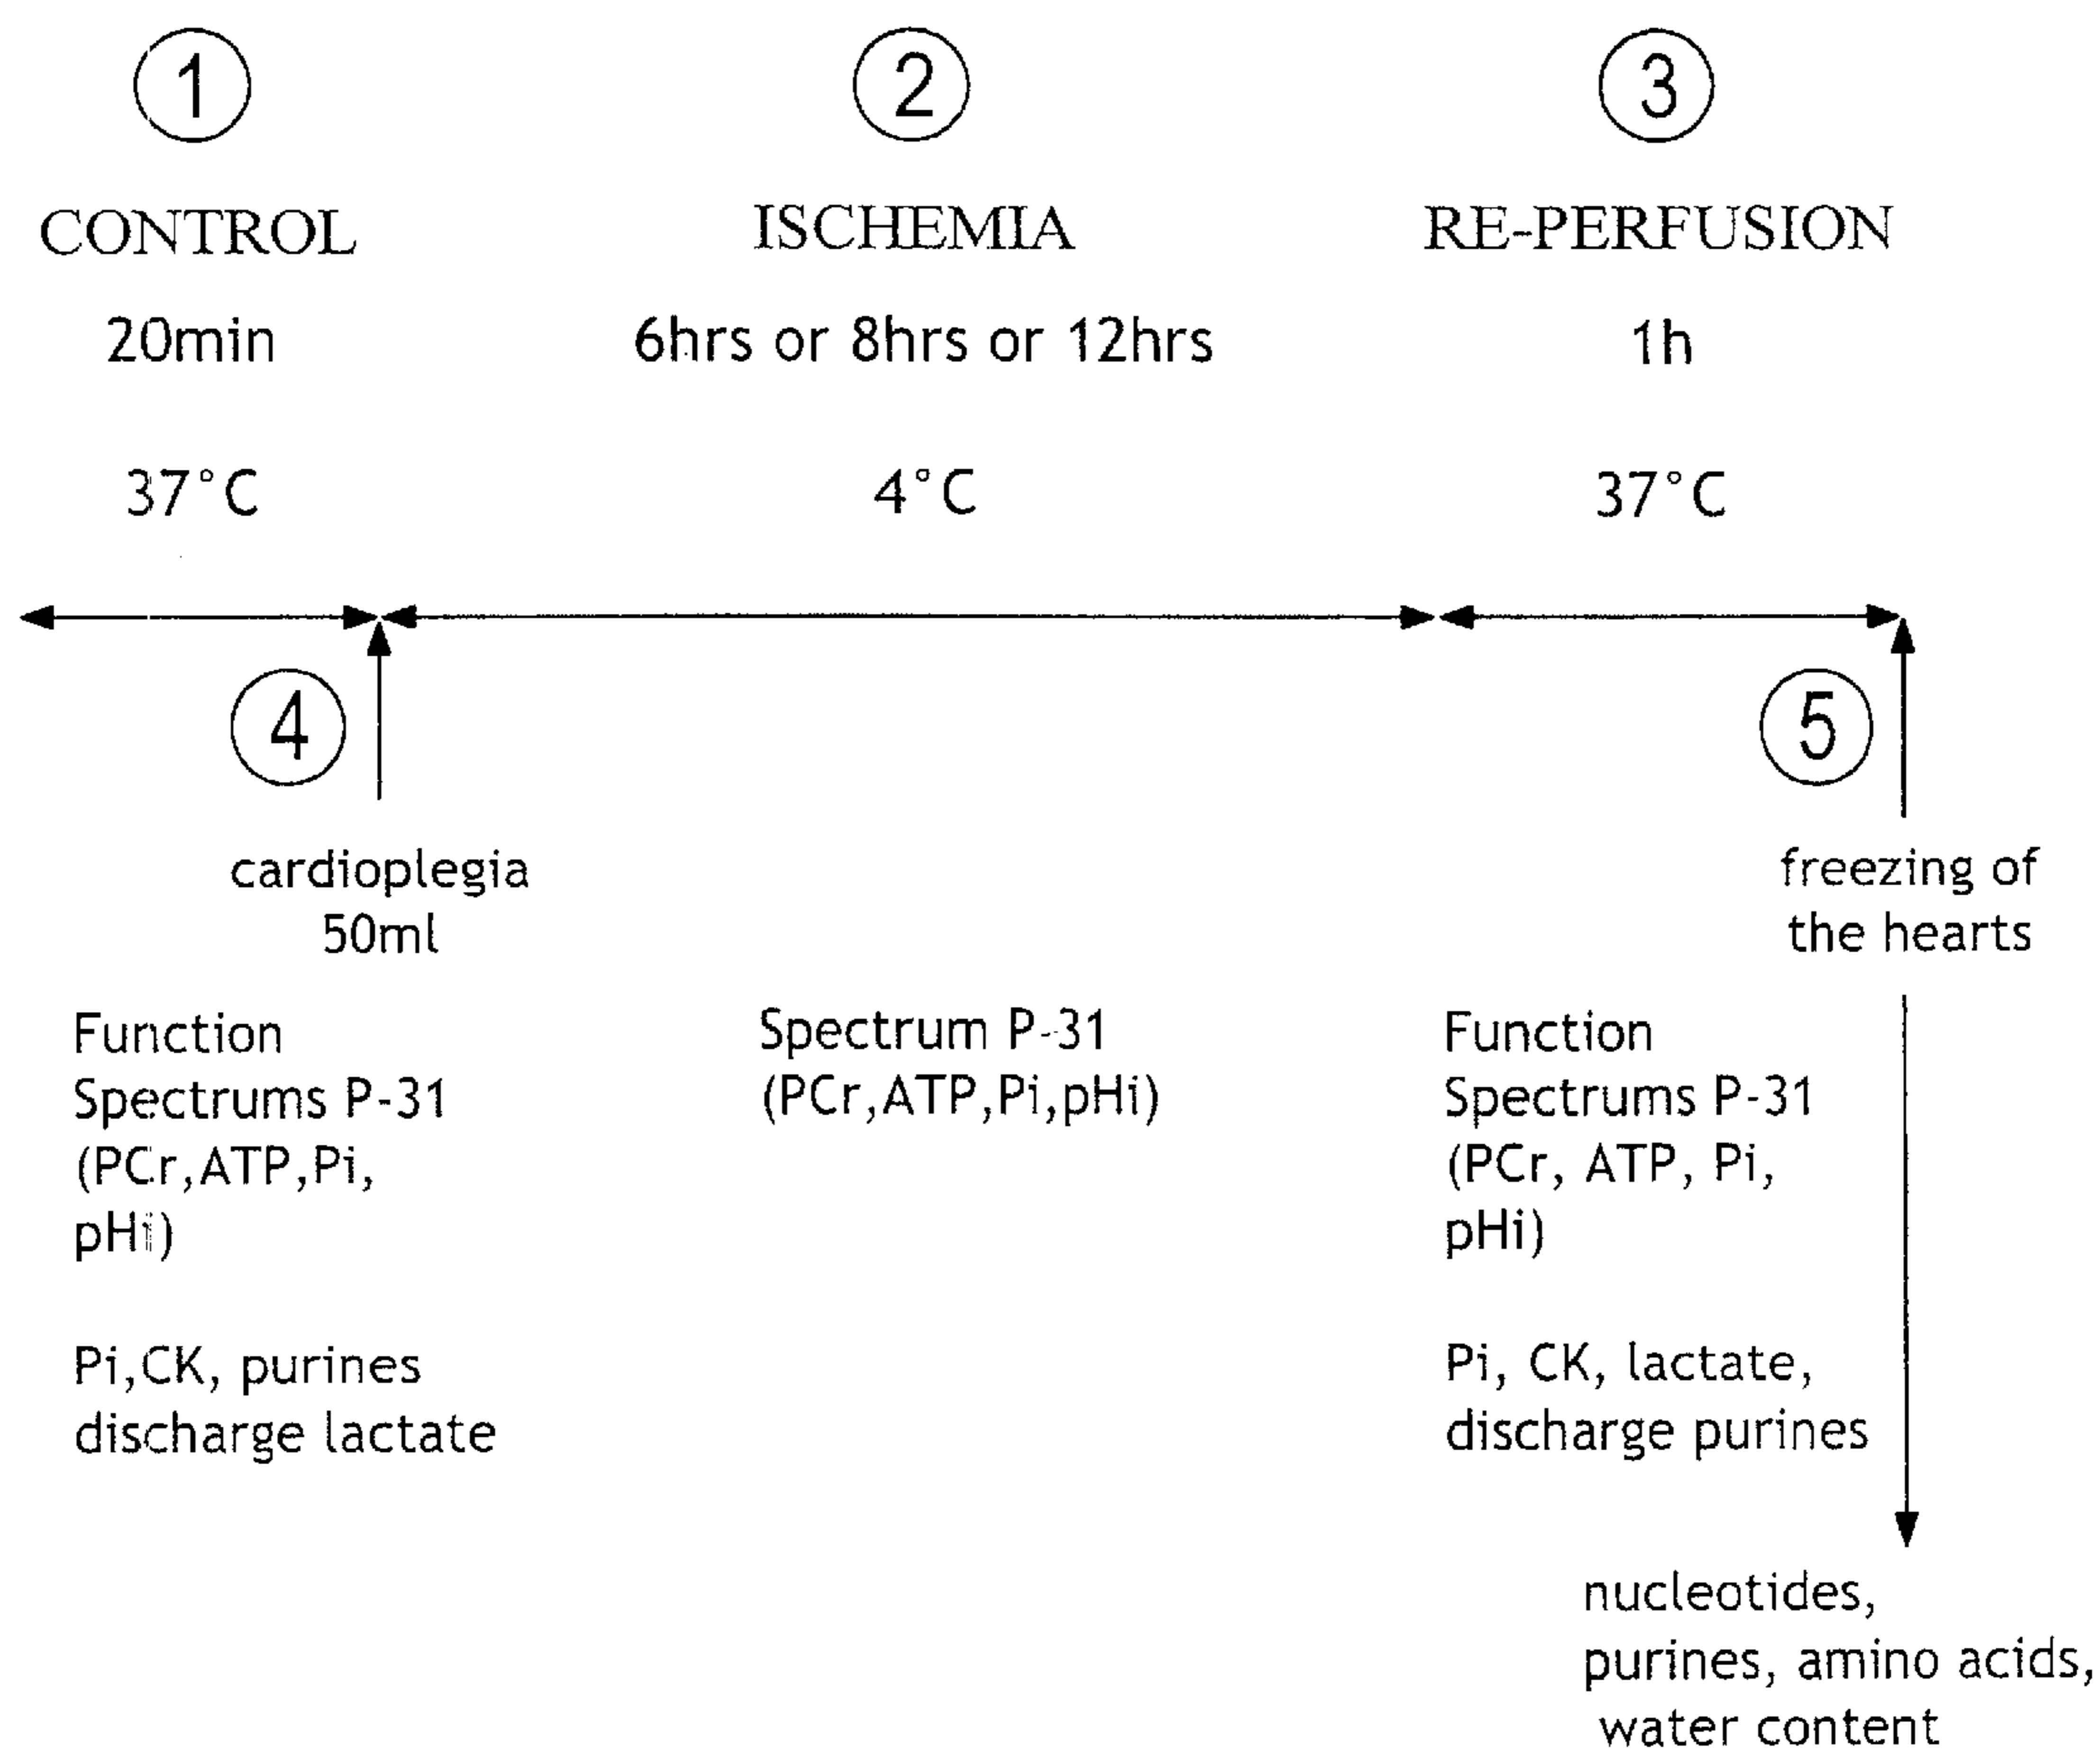 1
2
3
CONTROL
ISCHEMIA
RE-PERFUSION
20min
6hrs or 8hrs or 12hrs
1h
37°C
4°C
37°C
4
5
cardioplegia
50ml
freezing of
the hearts
Function
Spectrums P-31
(PCr,ATP,Pi,
pHi)
Spectrum P-31
(PCr,ATP,Pi,pHi)
Function
Spectrums P-31
(PCr, ATP, Pi,
pHi)
Pi,CK, purines
discharge lactate
Pi, CK, lactate,
discharge purines
nucleotides,
purines, amino acids,
water content